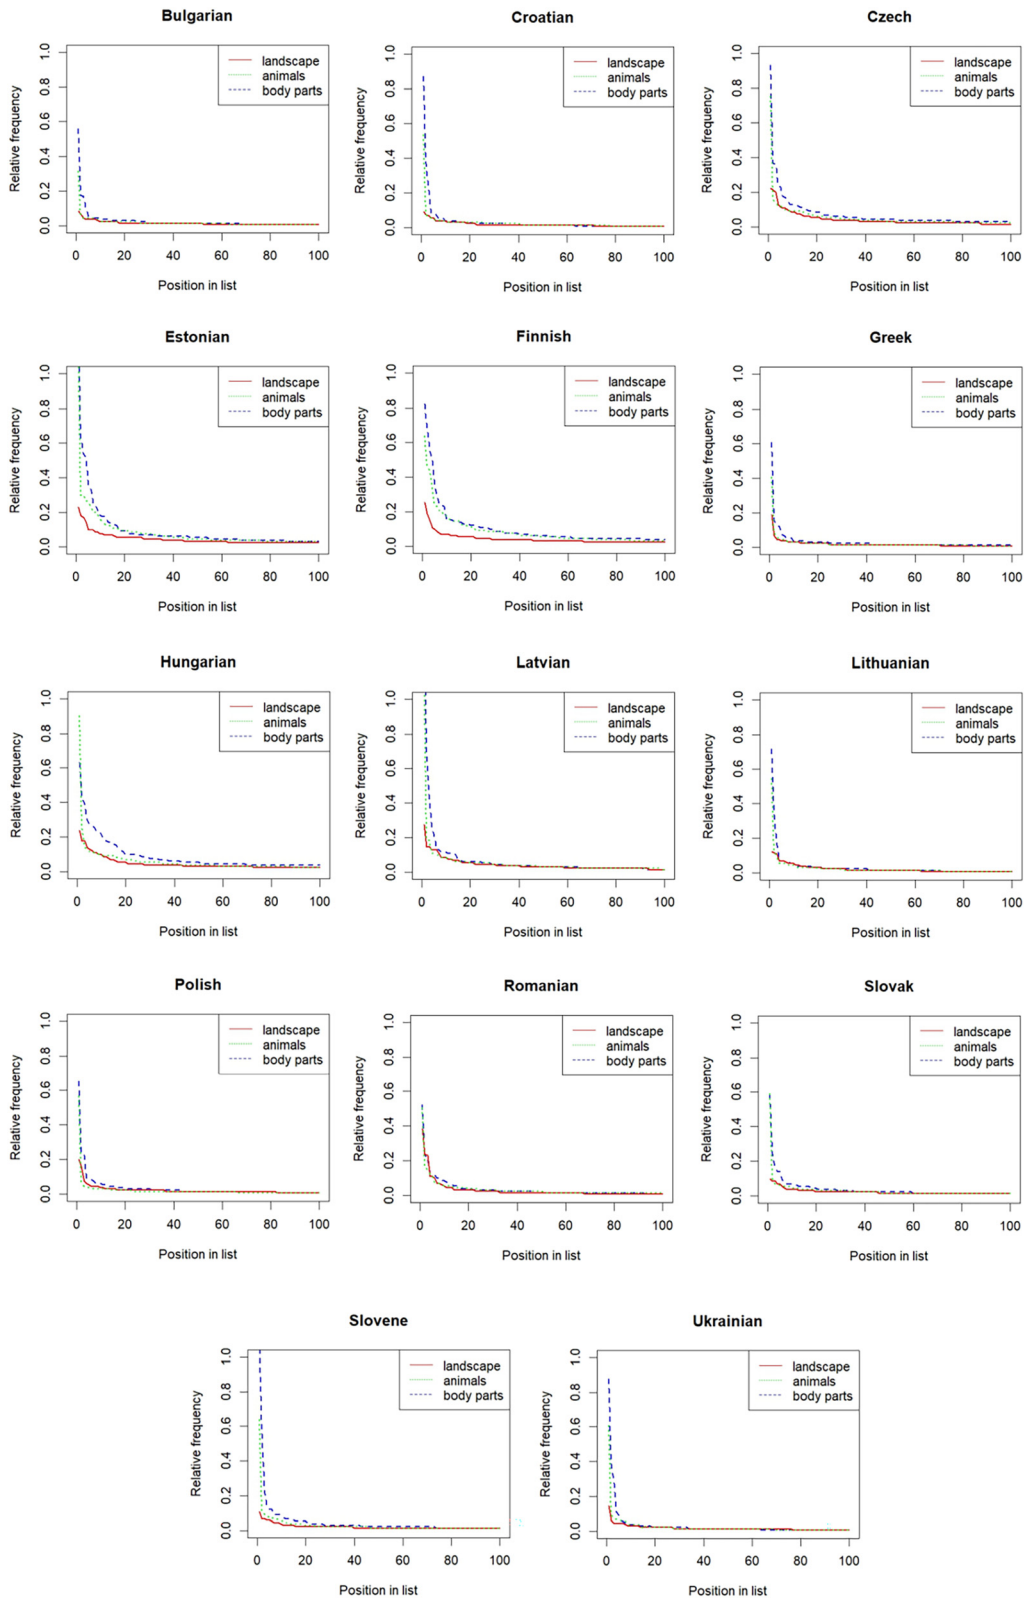 Bulgarian
Relative frequency
0.0 0.2 0.4 0.6 0.8 1.0
landscape
animals
body parts
0 20 40 60 80 100
Position in list
Croatian
Relative frequency
0.0 0.2 0.4 0.6 0.8 1.0
landscape
animals
body parts
0 20 40 60 80 100
Position in list
Czech
Relative frequency
0.0 0.2 0.4 0.6 0.8 1.0
landscape
animals
body parts
0 20 40 60 80 100
Position in list
Estonian
Relative frequency
0.0 0.2 0.4 0.6 0.8 1.0
landscape
animals
body parts
0 20 40 60 80 100
Position in list
Finnish
Relative frequency
0.0 0.2 0.4 0.6 0.8 1.0
landscape
animals
body parts
0 20 40 60 80 100
Position in list
Greek
Relative frequency
0.0 0.2 0.4 0.6 0.8 1.0
landscape
animals
body parts
0 20 40 60 80 100
Position in list
Hungarian
Relative frequency
0.0 0.2 0.4 0.6 0.8 1.0
landscape
animals
body parts
0 20 40 60 80 100
Position in list
Latvian
Relative frequency
0.0 0.2 0.4 0.6 0.8 1.0
landscape
animals
body parts
0 20 40 60 80 100
Position in list
Lithuanian
Relative frequency
0.0 0.2 0.4 0.6 0.8 1.0
landscape
animals
body parts
0 20 40 60 80 100
Position in list
Polish
Relative frequency
0.0 0.2 0.4 0.6 0.8 1.0
landscape
animals
body parts
0 20 40 60 80 100
Position in list
Romanian
Relative frequency
0.0 0.2 0.4 0.6 0.8 1.0
landscape
animals
body parts
0 20 40 60 80 100
Position in list
Slovak
Relative frequency
0.0 0.2 0.4 0.6 0.8 1.0
landscape
animals
body parts
0 20 40 60 80 100
Position in list
Slovene
Relative frequency
0.0 0.2 0.4 0.6 0.8 1.0
landscape
animals
body parts
0 20 40 60 80 100
Position in list
Ukrainian
Relative frequency
0.0 0.2 0.4 0.6 0.8 1.0
landscape
animals
body parts
0 20 40 60 80 100
Position in list